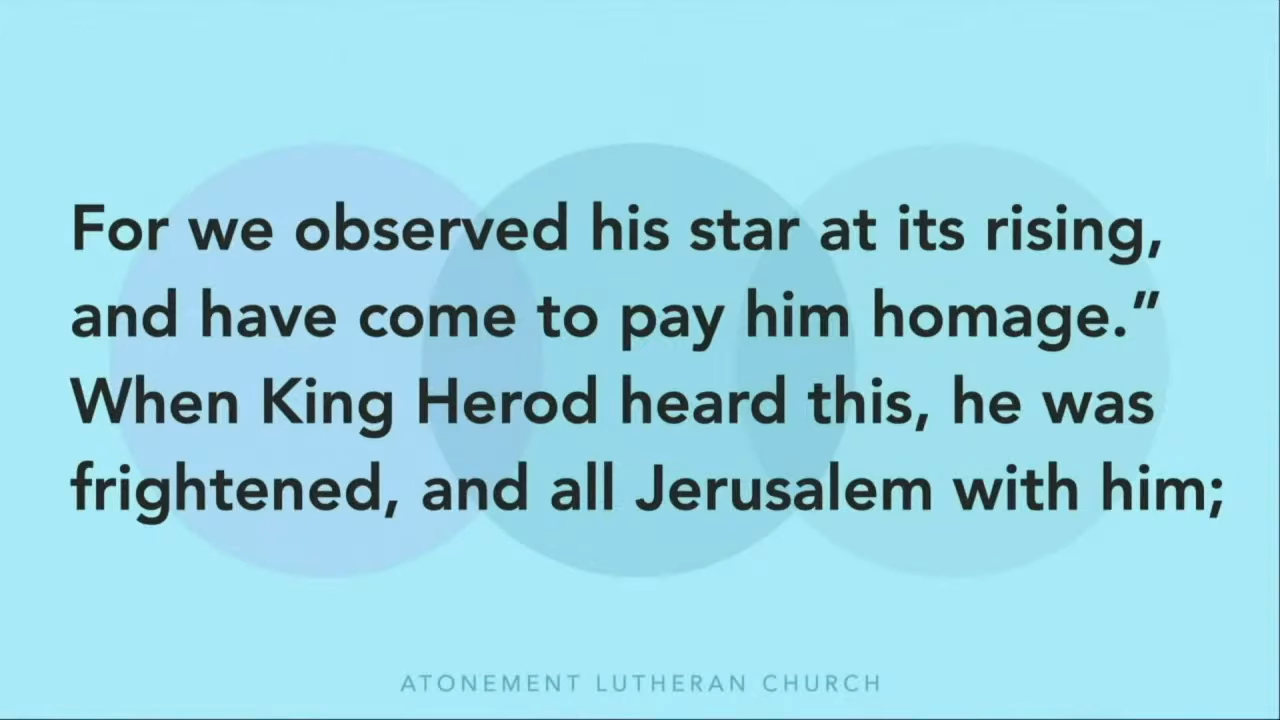 For we observed his star at its rising,
and have come to pay him homage.”
When King Herod heard this, he was
frightened, and all Jerusalem with him;
ATONEMENT LUTHERAN CHURCH